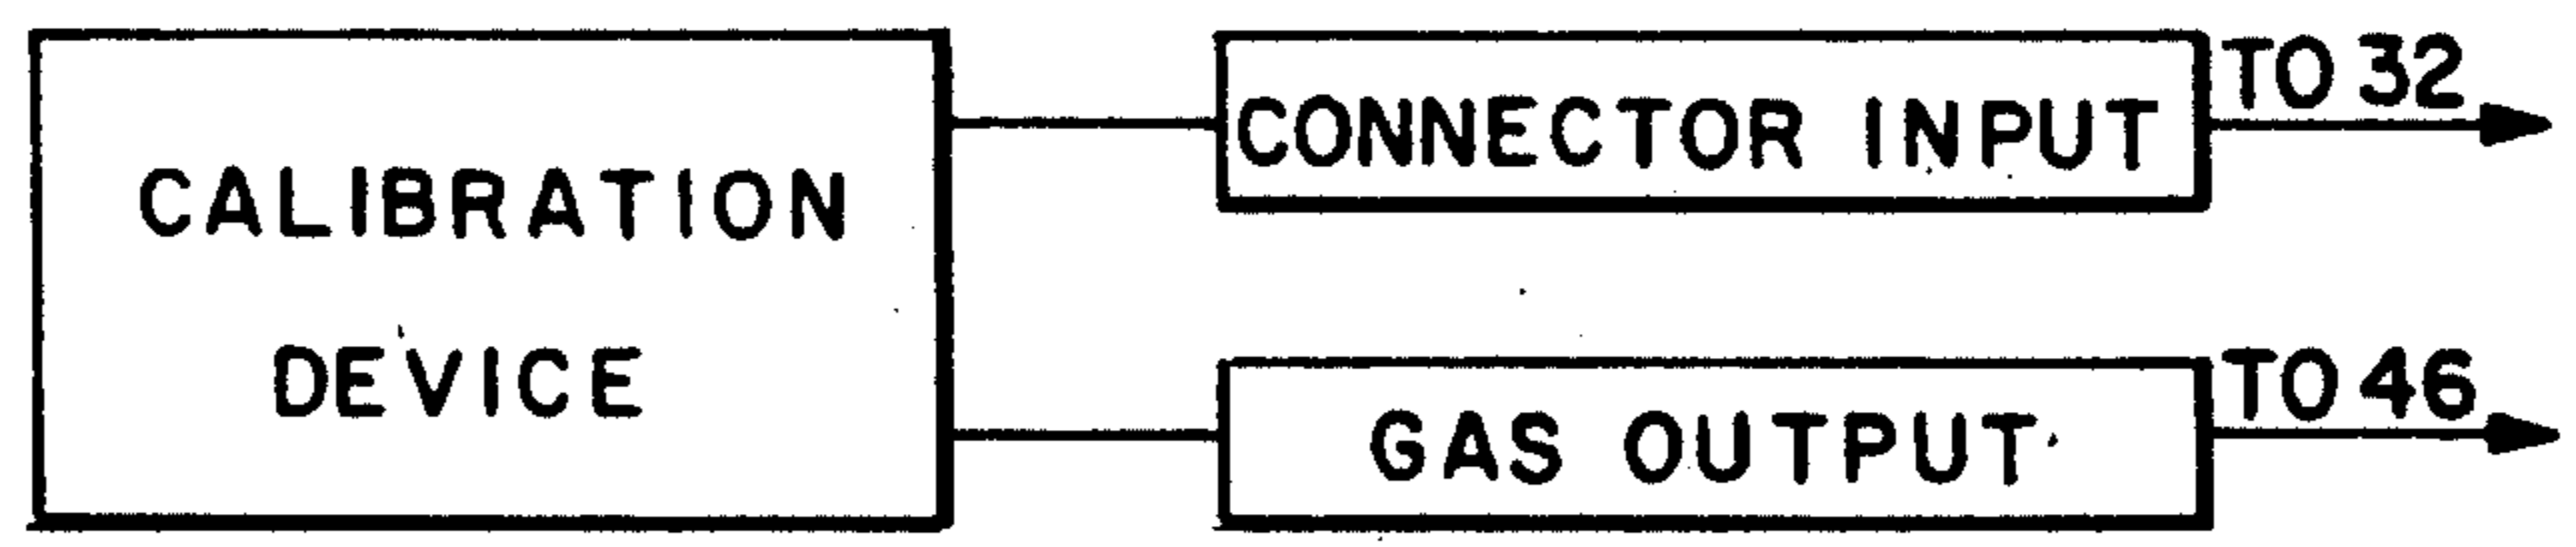 CALIBRATION
DEVICE
CONNECTOR INPUT
TO 32
GAS OUTPUT
TO 46